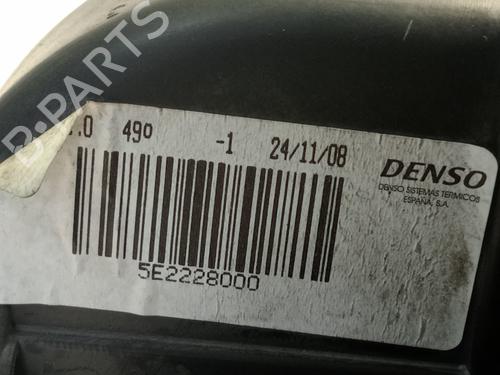 B.PARTS
.0 49º -1 24/11/08
DENSO
DENSO SISTEMAS TERMICOS
ESPAÑA, S.A.
5E2228000